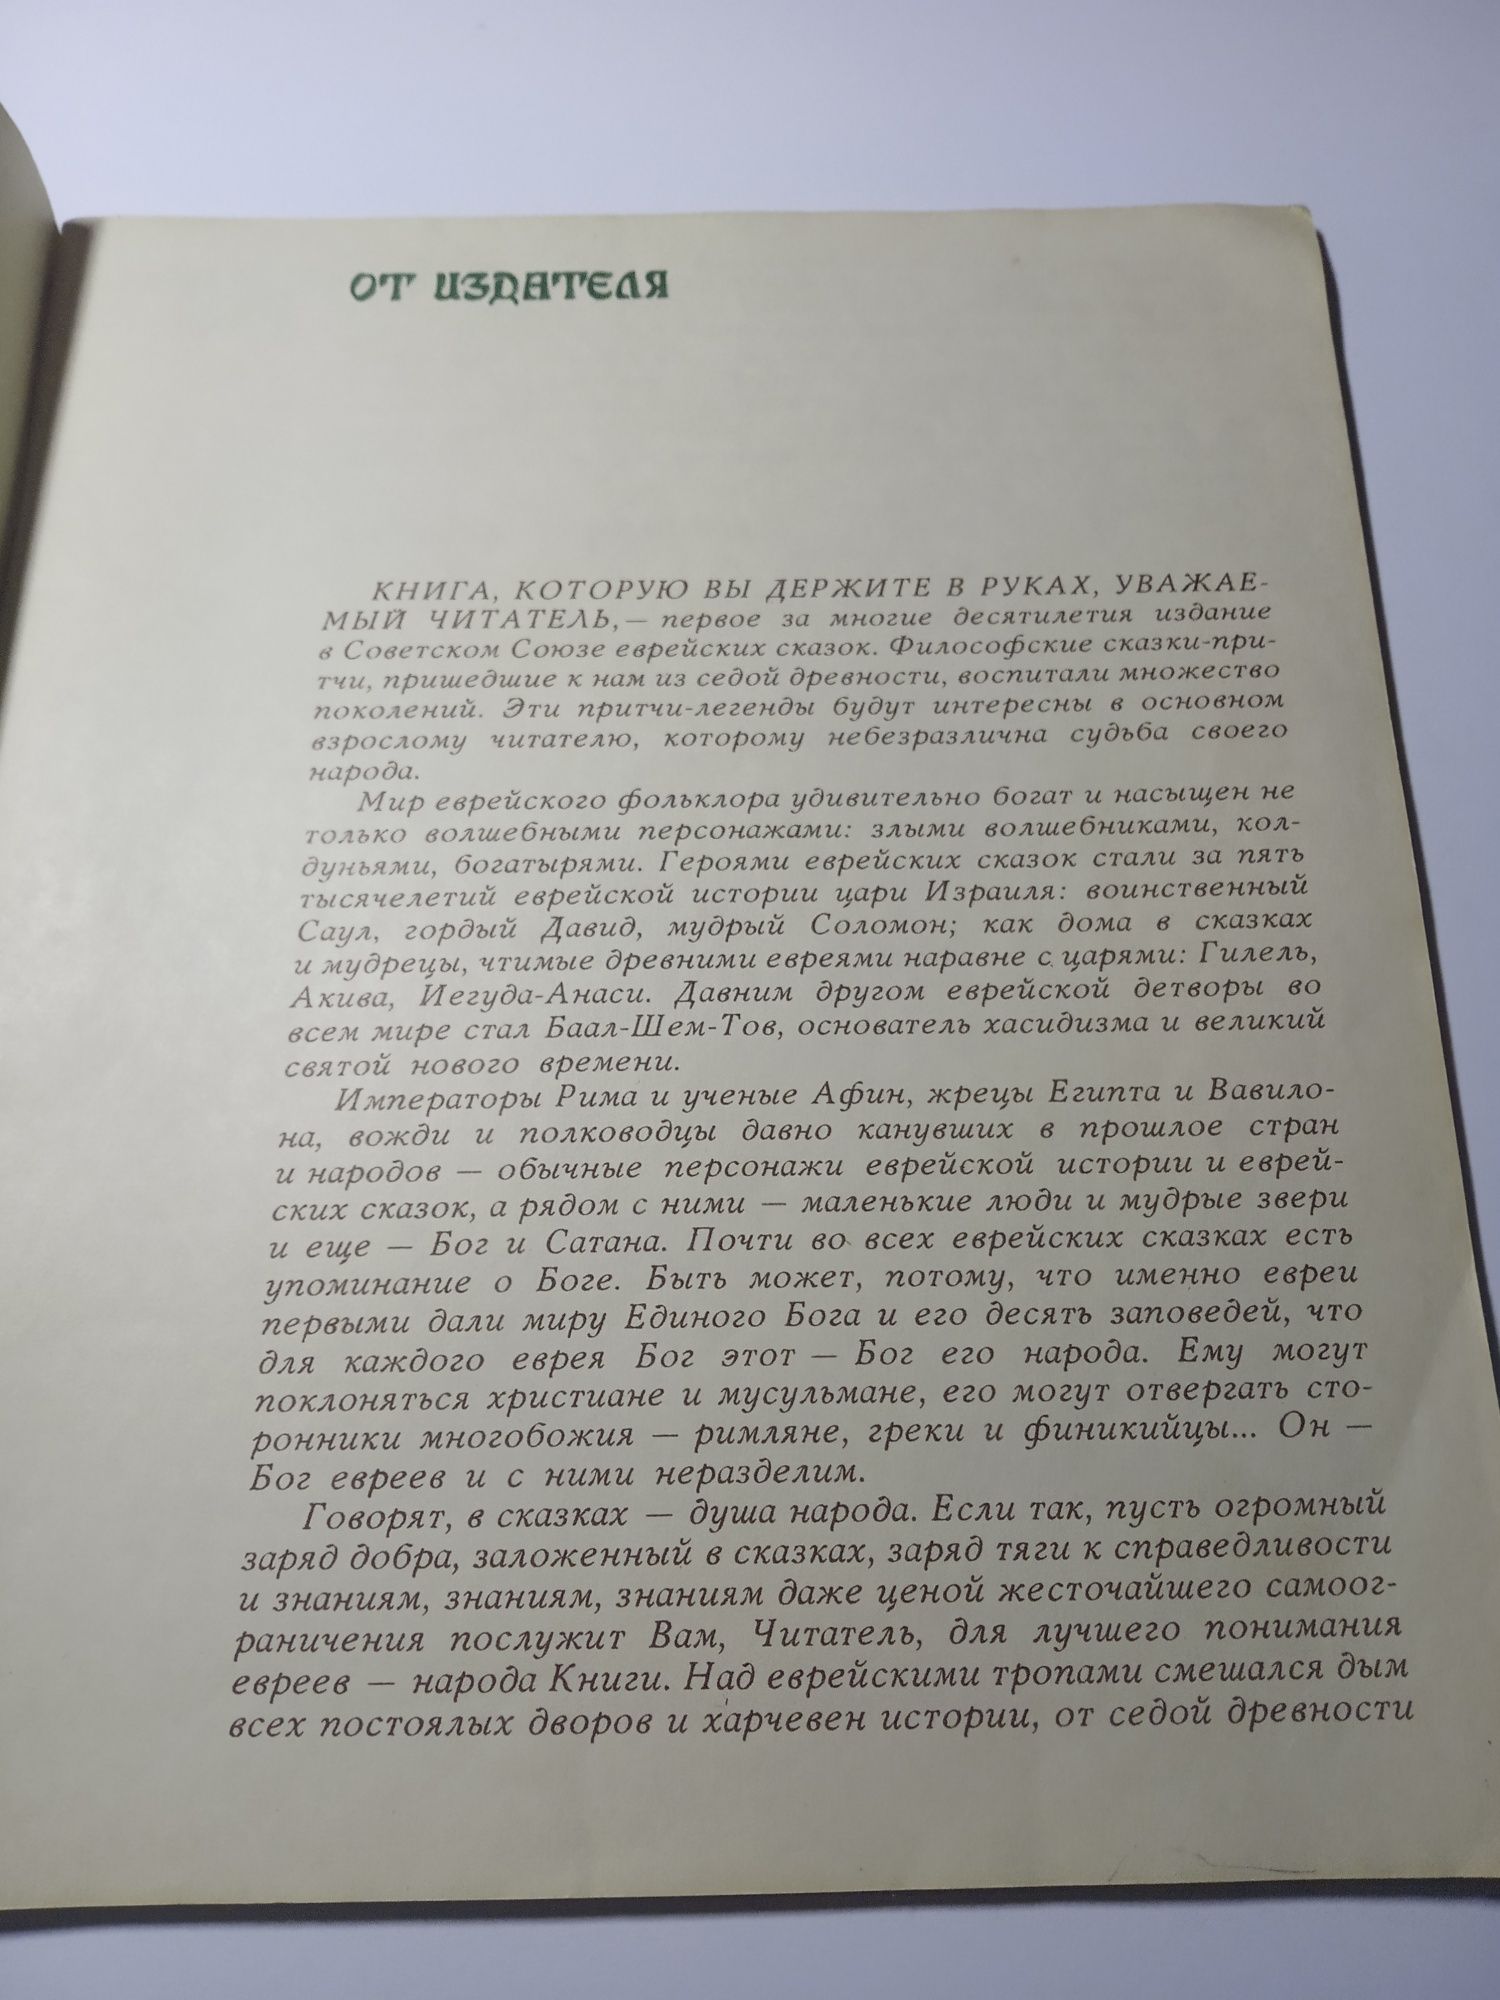 ОТ ИЗДАТЕЛЯ
КНИГА, КОТОРУЮ ВЫ ДЕРЖИТЕ В РУКАХ, УВАЖАЕ-
МЫЙ ЧИТАТЕЛЬ,— первое за многие десятилетия издание
в Советском Союзе еврейских сказок. Философские сказки-при-
тчи, пришедшие к нам из седой древности, воспитали множество
поколений. Эти притчи-легенды будут интересны в основном
взрослому читателю, которому небезразлична судьба своего
народа.
Мир еврейского фольклора удивительно богат и насыщен не
только волшебными персонажами: злыми волшебниками, кол-
дуньями, богатырями. Героями еврейских сказок стали за пять
тысячелетий еврейской истории цари Израиля: воинственный
Саул, гордый Давид, мудрый Соломон; как дома в сказках
и мудрецы, чтимые древними евреями наравне с царями: Гилель,
Акива, Иегуда-Анаси. Давним другом еврейской детворы во
всем мире стал Баал-Шем-Тов, основатель хасидизма и великий
святой нового времени.
Императоры Рима и ученые Афин, жрецы Египта и Вавило-
на, вожди и полководцы давно канувших в прошлое стран
и народов — обычные персонажи еврейской истории и еврей-
ских сказок, а рядом с ними — маленькие люди и мудрые звери
и еще — Бог и Сатана. Почти во всех еврейских сказках есть
упоминание о Боге. Быть может, потому, что именно евреи
первыми дали миру Единого Бога и его десять заповедей, что
для каждого еврея Бог этот — Бог его народа. Ему могут
поклоняться христиане и мусульмане, его могут отвергать сто-
ронники многобожия — римляне, греки и финикийцы... Он —
Бог евреев и с ними неразделим.
Говорят, в сказках — душа народа. Если так, пусть огромный
заряд добра, заложенный в сказках, заряд тяги к справедливости
и знаниям, знаниям, знаниям даже ценой жесточайшего самоог-
раничения послужит Вам, Читатель, для лучшего понимания
евреев — народа Книги. Над еврейскими тропами смешался дым
всех постоялых дворов и харчевен истории, от седой древности